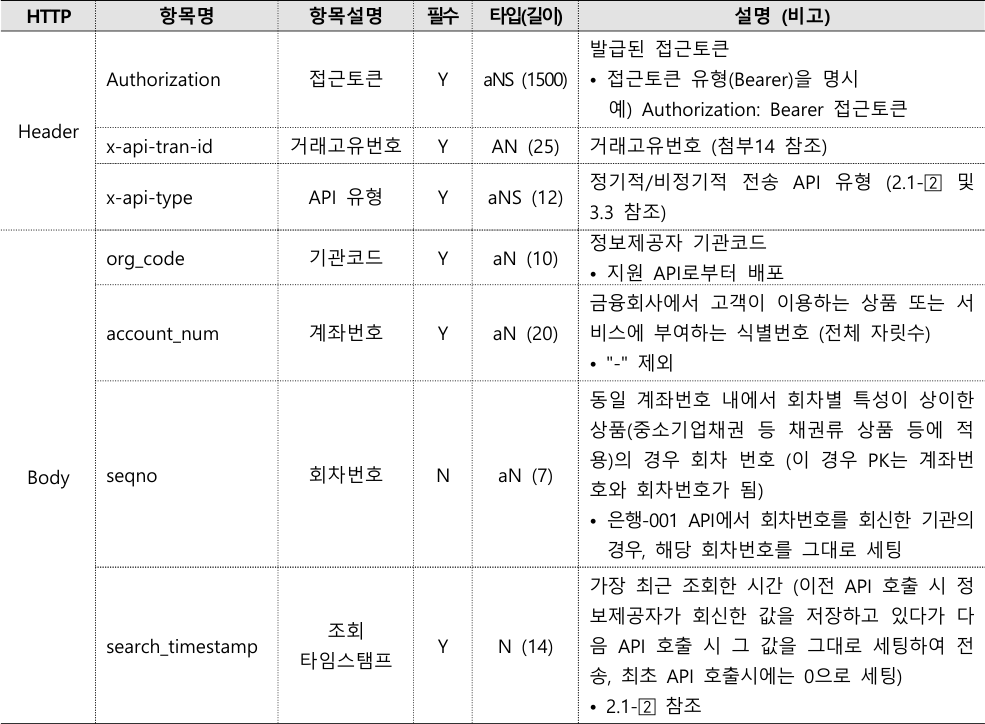 HTTP 항목명 항목설명 필수 타입(길이) 설명 (비고)
Header
Authorization 접근토큰 Y aNS (1500)
발급된 접근토큰
• 접근토큰 유형(Bearer)을 명시
예) Authorization: Bearer 접근토큰
x-api-tran-id 거래고유번호 Y AN (25) 거래고유번호 (첨부14 참조)
x-api-type API 유형 Y aNS (12)
정기적/비정기적 전송 API 유형 (2.1-2 및
3.3 참조)
Body
org_code 기관코드 Y aN (10)
정보제공자 기관코드
• 지원 API로부터 배포
account_num 계좌번호 Y aN (20)
금융회사에서 고객이 이용하는 상품 또는 서
비스에 부여하는 식별번호 (전체 자릿수)
• "-" 제외
seqno 회차번호 N aN (7)
동일 계좌번호 내에서 회차별 특성이 상이한
상품(중소기업채권 등 채권류 상품 등에 적
용)의 경우 회차 번호 (이 경우 PK는 계좌번
호와 회차번호가 됨)
• 은행-001 API에서 회차번호를 회신한 기관의
경우, 해당 회차번호를 그대로 세팅
search_timestamp
조회
타임스탬프
Y N (14)
가장 최근 조회한 시간 (이전 API 호출 시 정
보제공자가 회신한 값을 저장하고 있다가 다
음 API 호출 시 그 값을 그대로 세팅하여 전
송, 최초 API 호출시에는 0으로 세팅)
• 2.1-2 참조